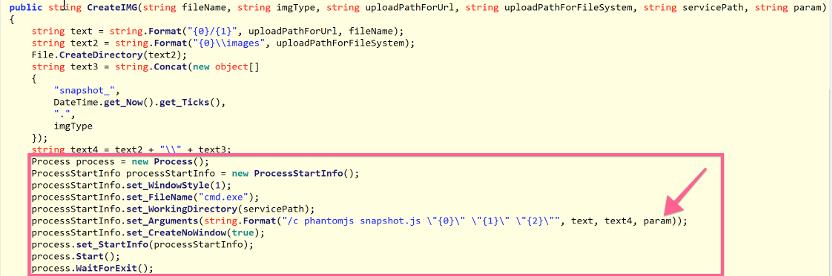 public string CreateIMG(string fileName, string imgType, string uploadPathForUrl, string uploadPathForFileSystem, string servicePath, string param)
{
string text = string.Format("{0}/{1}", uploadPathForUrl, fileName);
string text2 = string.Format("{0}\\images", uploadPathForFileSystem);
File.CreateDirectory(text2);
string text3 = string.Concat(new object[]
{
"snapshot_",
DateTime.get_Now().get_Ticks(),
".",
imgType
});
string text4 = text2 + "\\" + text3;
Process process = new Process();
ProcessStartInfo processStartInfo = new ProcessStartInfo();
processStartInfo.set_WindowStyle(1);
processStartInfo.set_FileName("cmd.exe");
processStartInfo.set_WorkingDirectory(servicePath);
processStartInfo.set_Arguments(string.Format("/c phantomjs snapshot.js \"{0}\" \"{1}\" \"{2}\"", text, text4, param));
processStartInfo.set_CreateNoWindow(true);
process.set_StartInfo(processStartInfo);
process.Start();
process.WaitForExit();